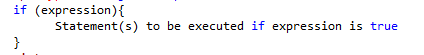 if (expression){
Statement(s) to be executed if expression is true
}